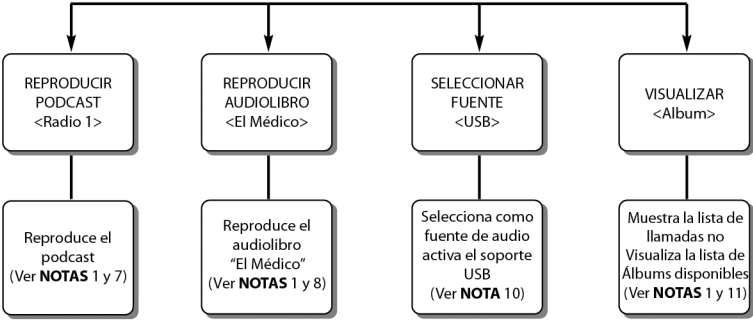 REPRODUCIR
PODCAST
<Radio 1>
REPRODUCIR
AUDIOLIBRO
<El Médico>
SELECCIONAR
FUENTE
<USB>
VISUALIZAR
<Album>
Reproduce el
podcast
(Ver NOTAS 1 y 7)
Reproduce el
audiolibro
“El Médico”
(Ver NOTAS 1 y 8)
Selecciona como
fuente de audio
activa el soporte
USB
(Ver NOTA 10)
Muestra la lista de
llamadas no
Visualiza la lista de
Álbums disponibles
(Ver NOTAS 1 y 11)